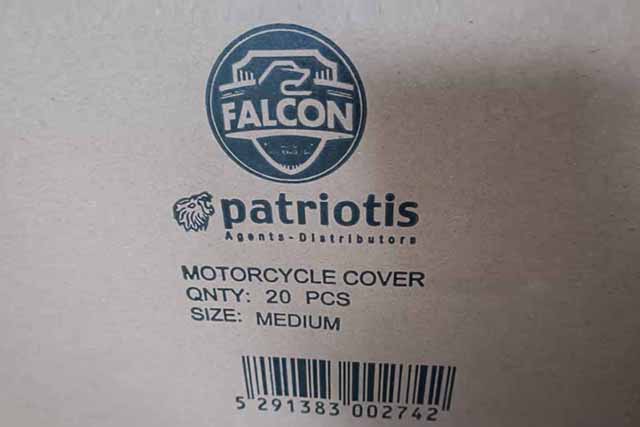 FALCON
patriotis
Agents-Distributors
MOTORCYCLE COVER
QNTY: 20 PCS
SIZE: MEDIUM
5 291383 002742